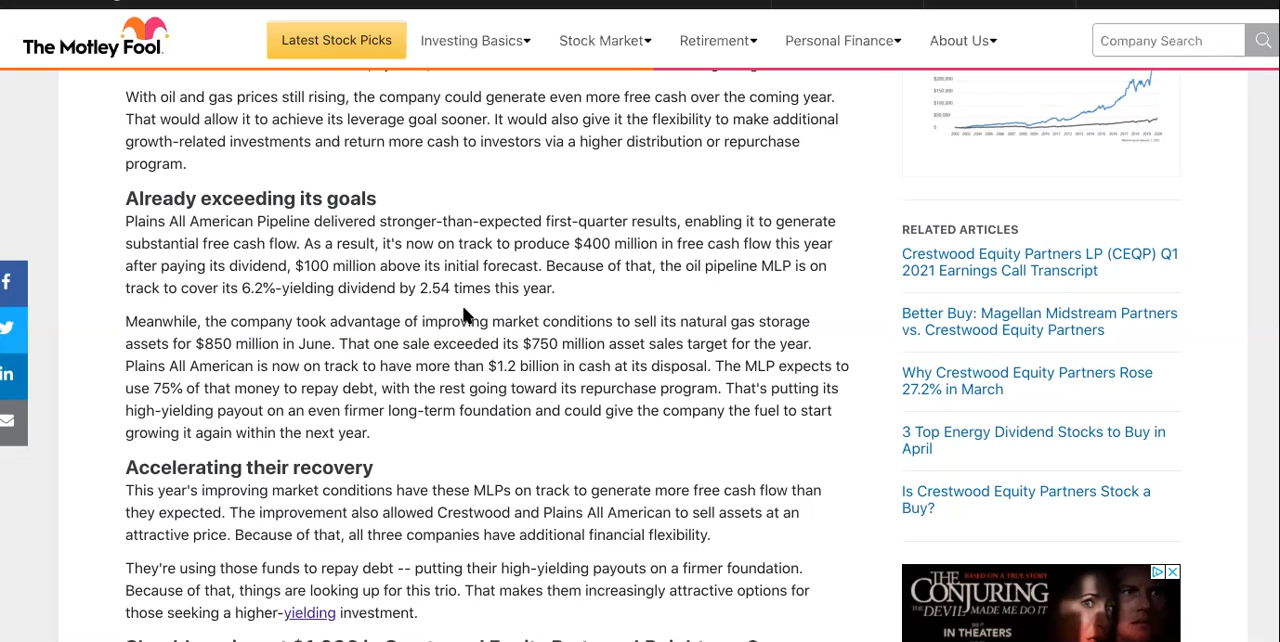 The Motley Fool.
Latest Stock Picks
Investing Basics
Stock Market
Retirement
Personal Finance
About Us
Company Search
With oil and gas prices still rising, the company could generate even more free cash over the coming year.
That would allow it to achieve its leverage goal sooner. It would also give it the flexibility to make additional
growth-related investments and return more cash to investors via a higher distribution or repurchase
program.
Already exceeding its goals
Plains All American Pipeline delivered stronger-than-expected first-quarter results, enabling it to generate
substantial free cash flow. As a result, it's now on track to produce $400 million in free cash flow this year
after paying its dividend, $100 million above its initial forecast. Because of that, the oil pipeline MLP is on
track to cover its 6.2%-yielding dividend by 2.54 times this year.
Meanwhile, the company took advantage of improving market conditions to sell its natural gas storage
assets for $850 million in June. That one sale exceeded its $750 million asset sales target for the year.
Plains All American is now on track to have more than $1.2 billion in cash at its disposal. The MLP expects to
use 75% of that money to repay debt, with the rest going toward its repurchase program. That's putting its
high-yielding payout on an even firmer long-term foundation and could give the company the fuel to start
growing it again within the next year.
Accelerating their recovery
This year's improving market conditions have these MLPs on track to generate more free cash flow than
they expected. The improvement also allowed Crestwood and Plains All American to sell assets at an
attractive price. Because of that, all three companies have additional financial flexibility.
They're using those funds to repay debt -- putting their high-yielding payouts on a firmer foundation.
Because of that, things are looking up for this trio. That makes them increasingly attractive options for
those seeking a higher-yielding investment.
$200,000
$150,000
$100,000
$50,000
0
RELATED ARTICLES
Crestwood Equity Partners LP (CEQP) Q1
2021 Earnings Call Transcript
Better Buy: Magellan Midstream Partners
vs. Crestwood Equity Partners
Why Crestwood Equity Partners Rose
27.2% in March
3 Top Energy Dividend Stocks to Buy in
April
Is Crestwood Equity Partners Stock a
Buy?
BASED ON A TRUE STORY
THE CONJURING
THE DEVIL MADE ME DO IT
IN THEATERS